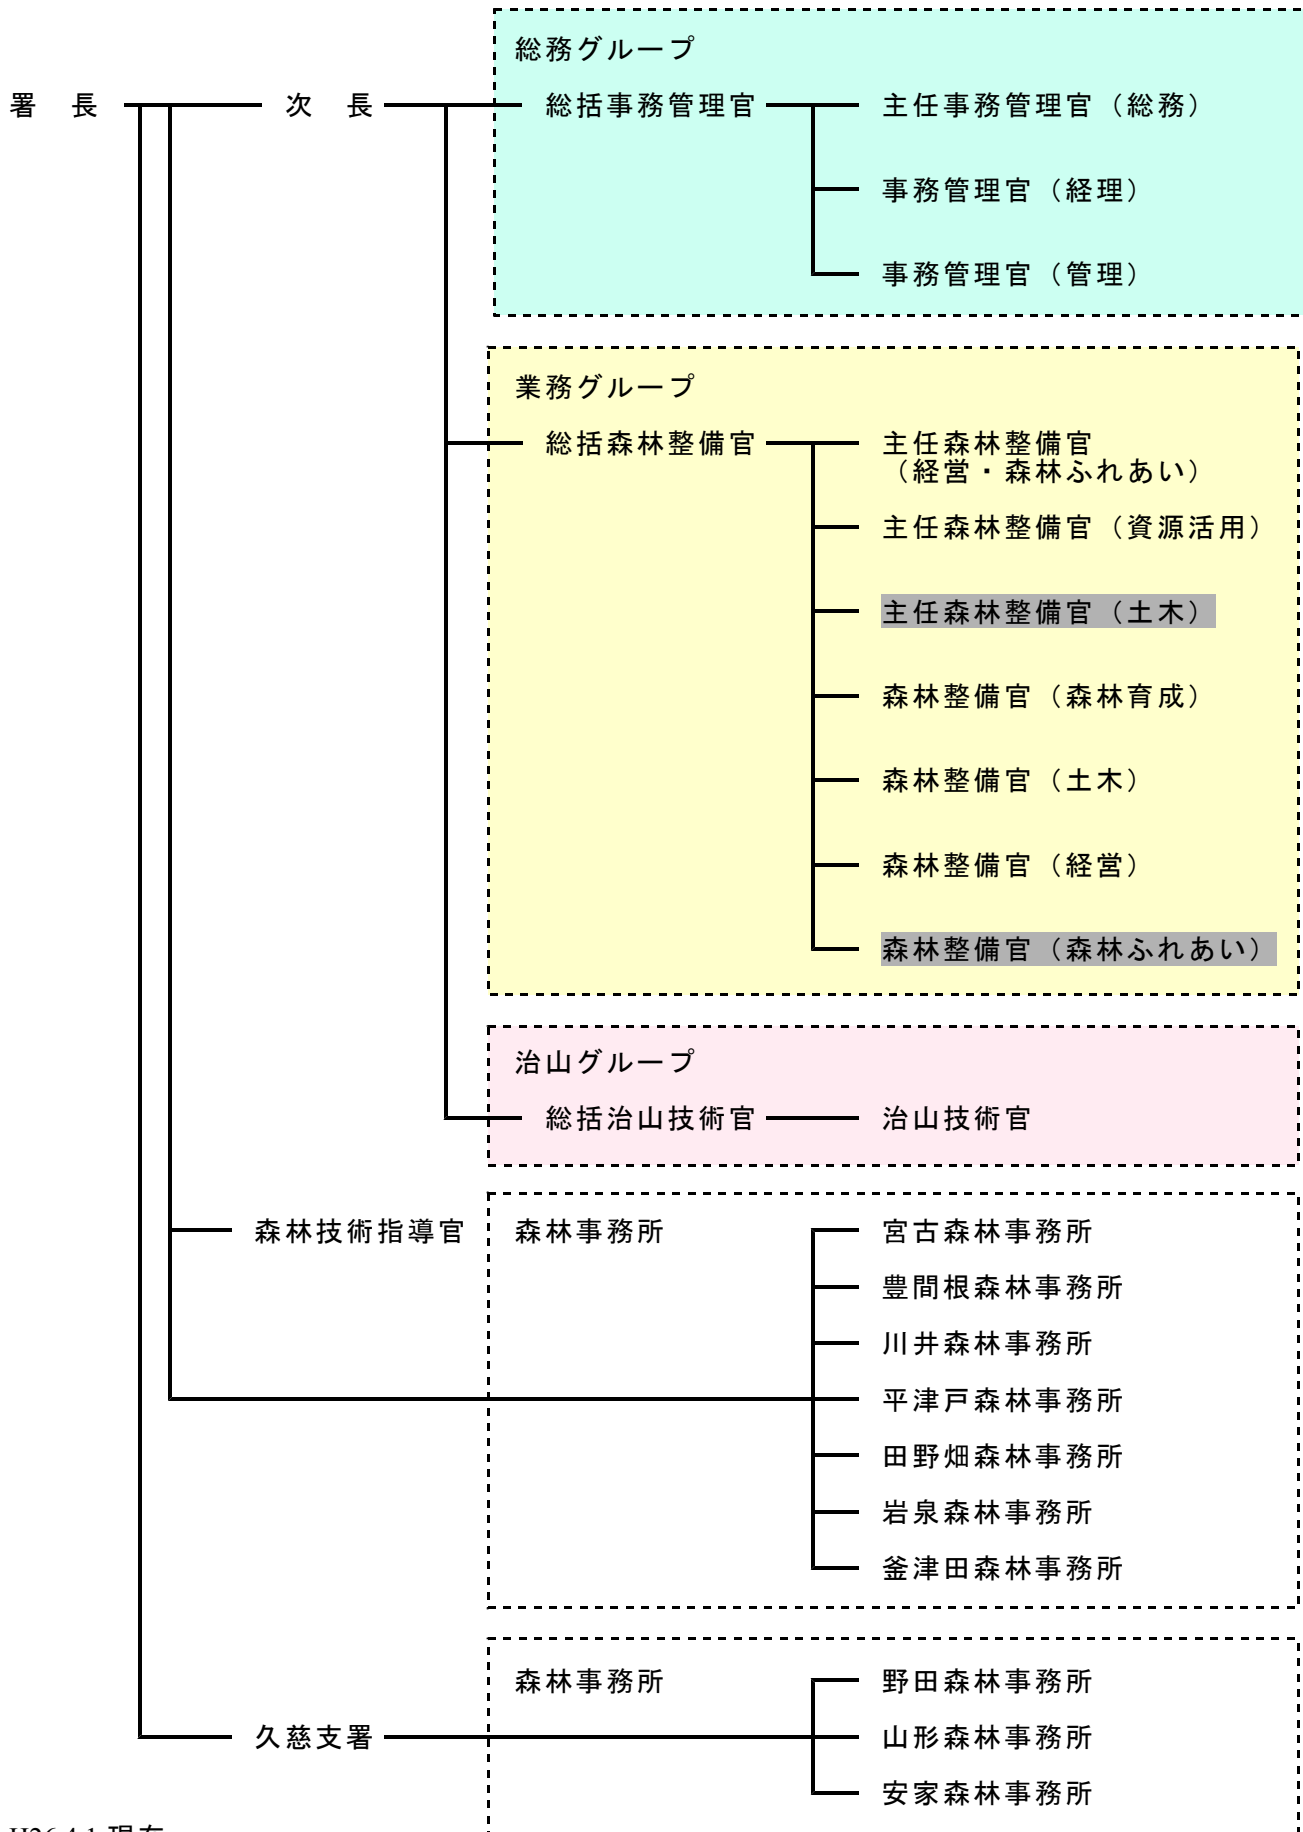 総務グループ
署　長
次　長
総括事務管理官
主任事務管理官（総務）
事務管理官（経理）
事務管理官（管理）
業務グループ
総括森林整備官
主任森林整備官
（経営・森林ふれあい）
主任森林整備官（資源活用）
主任森林整備官（土木）
森林整備官（森林育成）
森林整備官（土木）
森林整備官（経営）
森林整備官（森林ふれあい）
治山グループ
総括治山技術官
治山技術官
森林技術指導官
森林事務所
宮古森林事務所
豊間根森林事務所
川井森林事務所
平津戸森林事務所
田野畑森林事務所
岩泉森林事務所
釜津田森林事務所
森林事務所
野田森林事務所
久慈支署
山形森林事務所
安家森林事務所
H26.4.1 現在